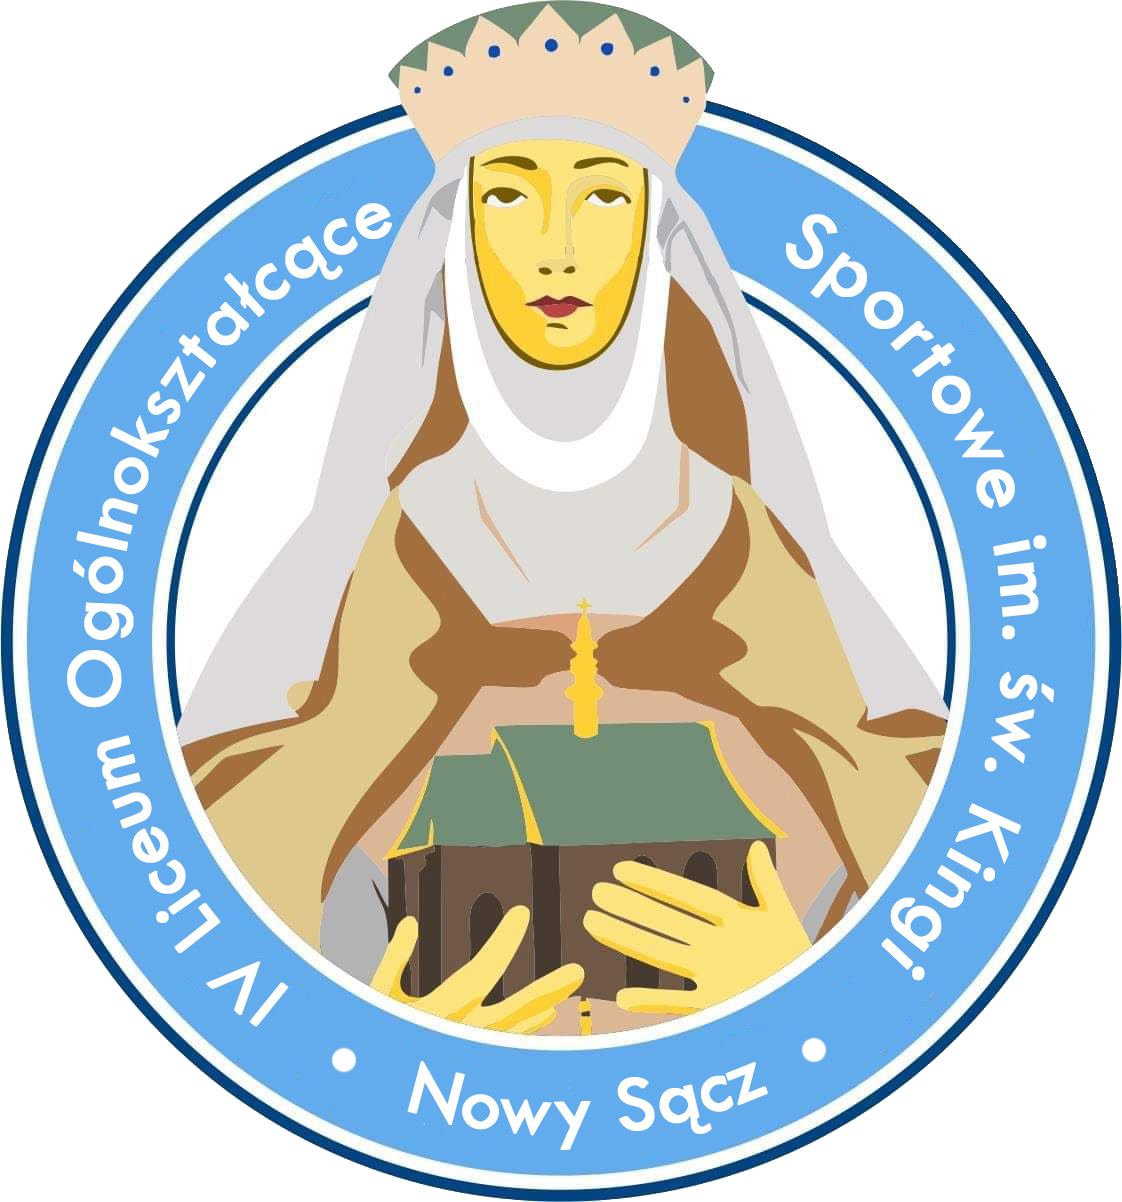 IV Liceum Ogólnokształcące
Sportowe im. św. Kingi
• Nowy Sącz •